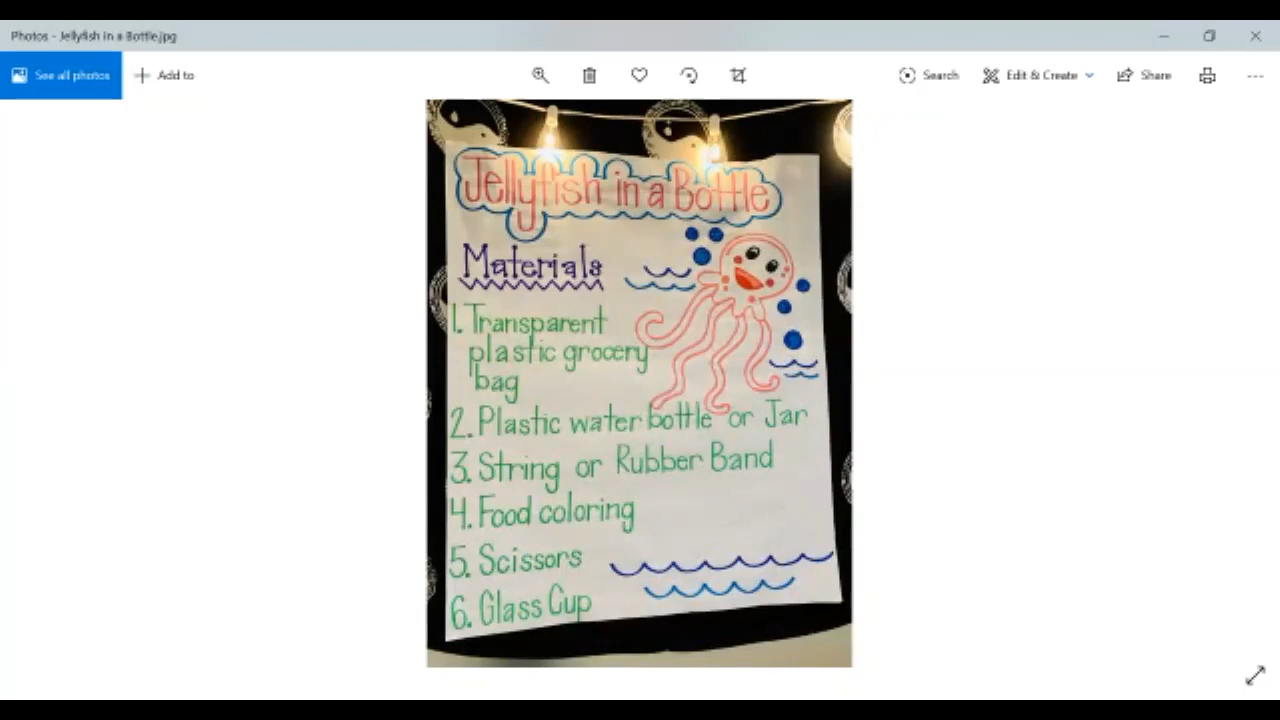 Photos - Jellyfish in a Bottle.jpg
See all photos
Add to
Search
Edit & Create
Share
Jellyfish in a Bottle
Materials
1. Transparent
plastic grocery
bag
2. Plastic water bottle or Jar
3. String or Rubber Band
4. Food coloring
5. Scissors
6. Glass Cup